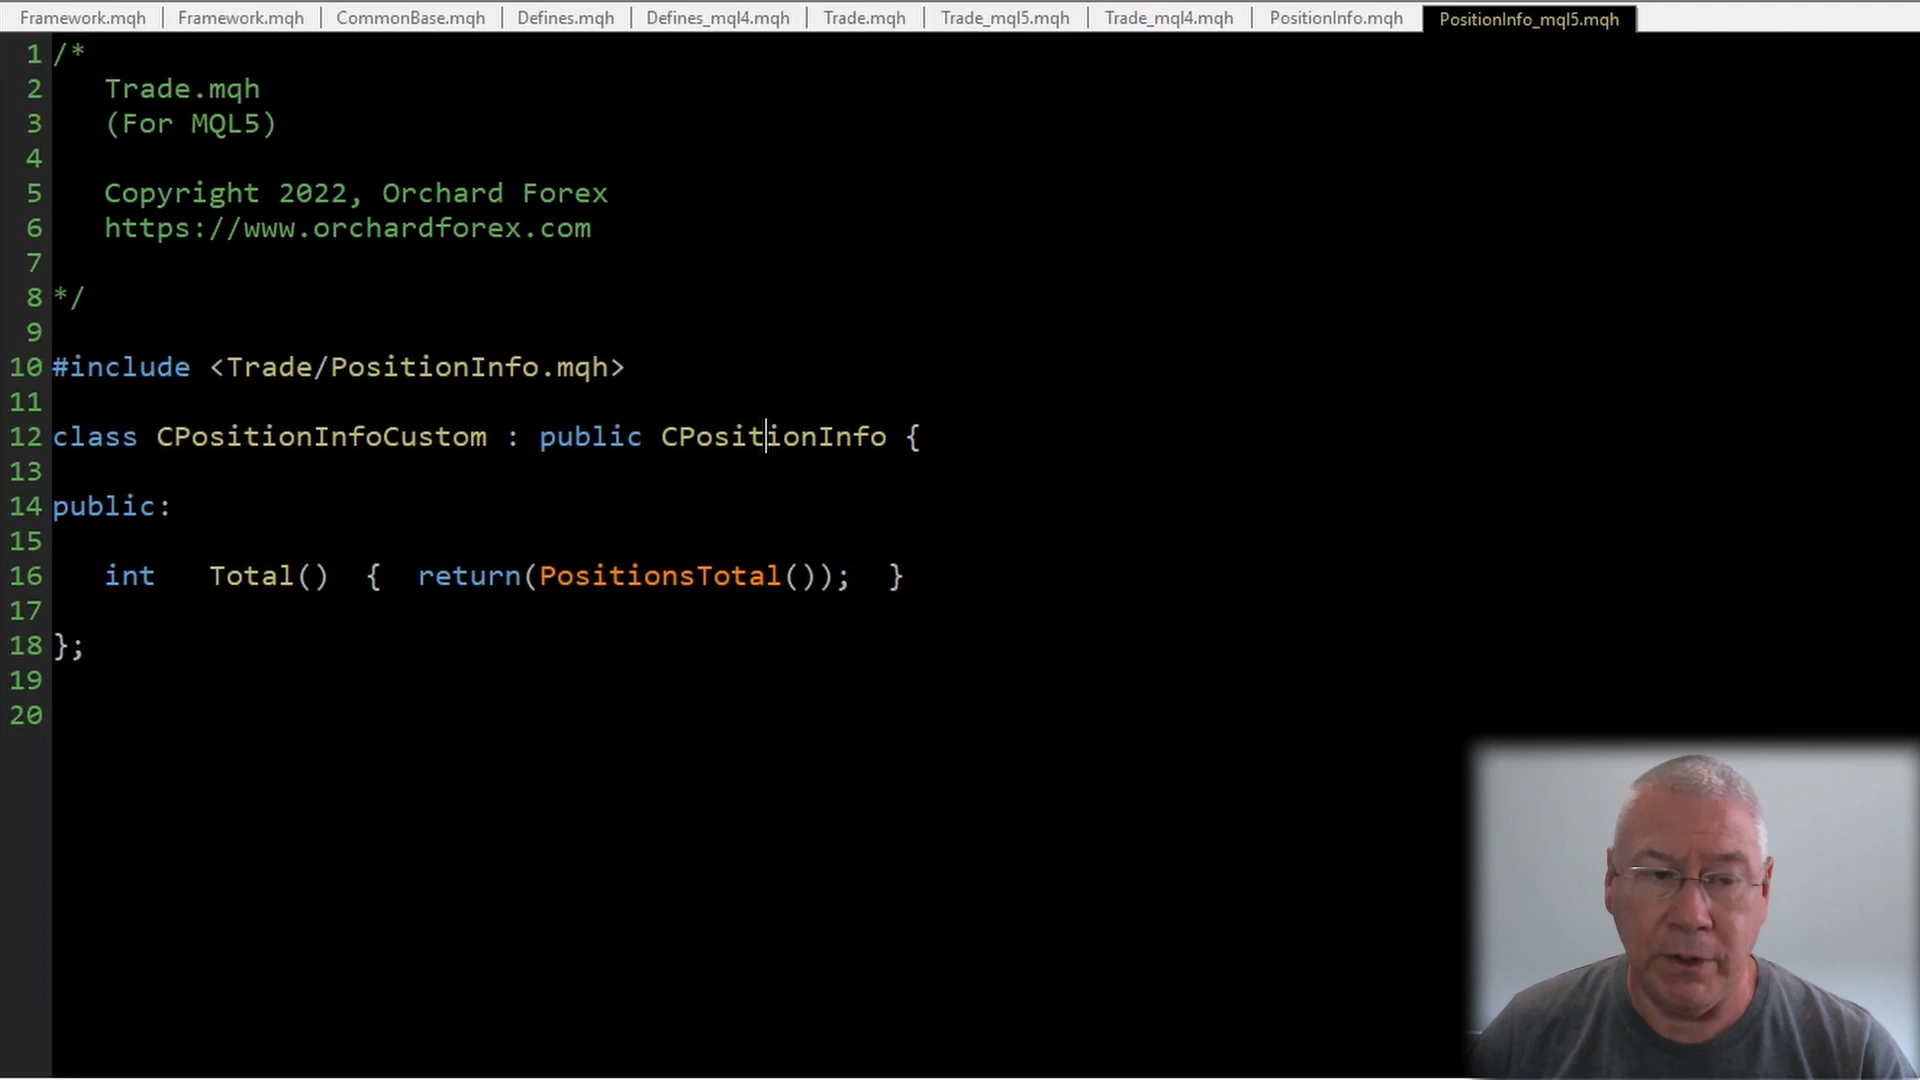 Framework.mqh Framework.mqh CommonBase.mqh Defines.mqh Defines_mql4.mqh Trade.mqh Trade_mql5.mqh Trade_mql4.mqh PositionInfo.mqh PositionInfo_mql5.mqh
1 /*
2 Trade.mqh
3 (For MQL5)
4
5 Copyright 2022, Orchard Forex
6 https://www.orchardforex.com
7
8 */
9
10 #include <Trade/PositionInfo.mqh>
11
12 class CPositionInfoCustom : public CPositionInfo {
13
14 public:
15
16 int Total() { return(PositionsTotal()); }
17
18 };
19
20